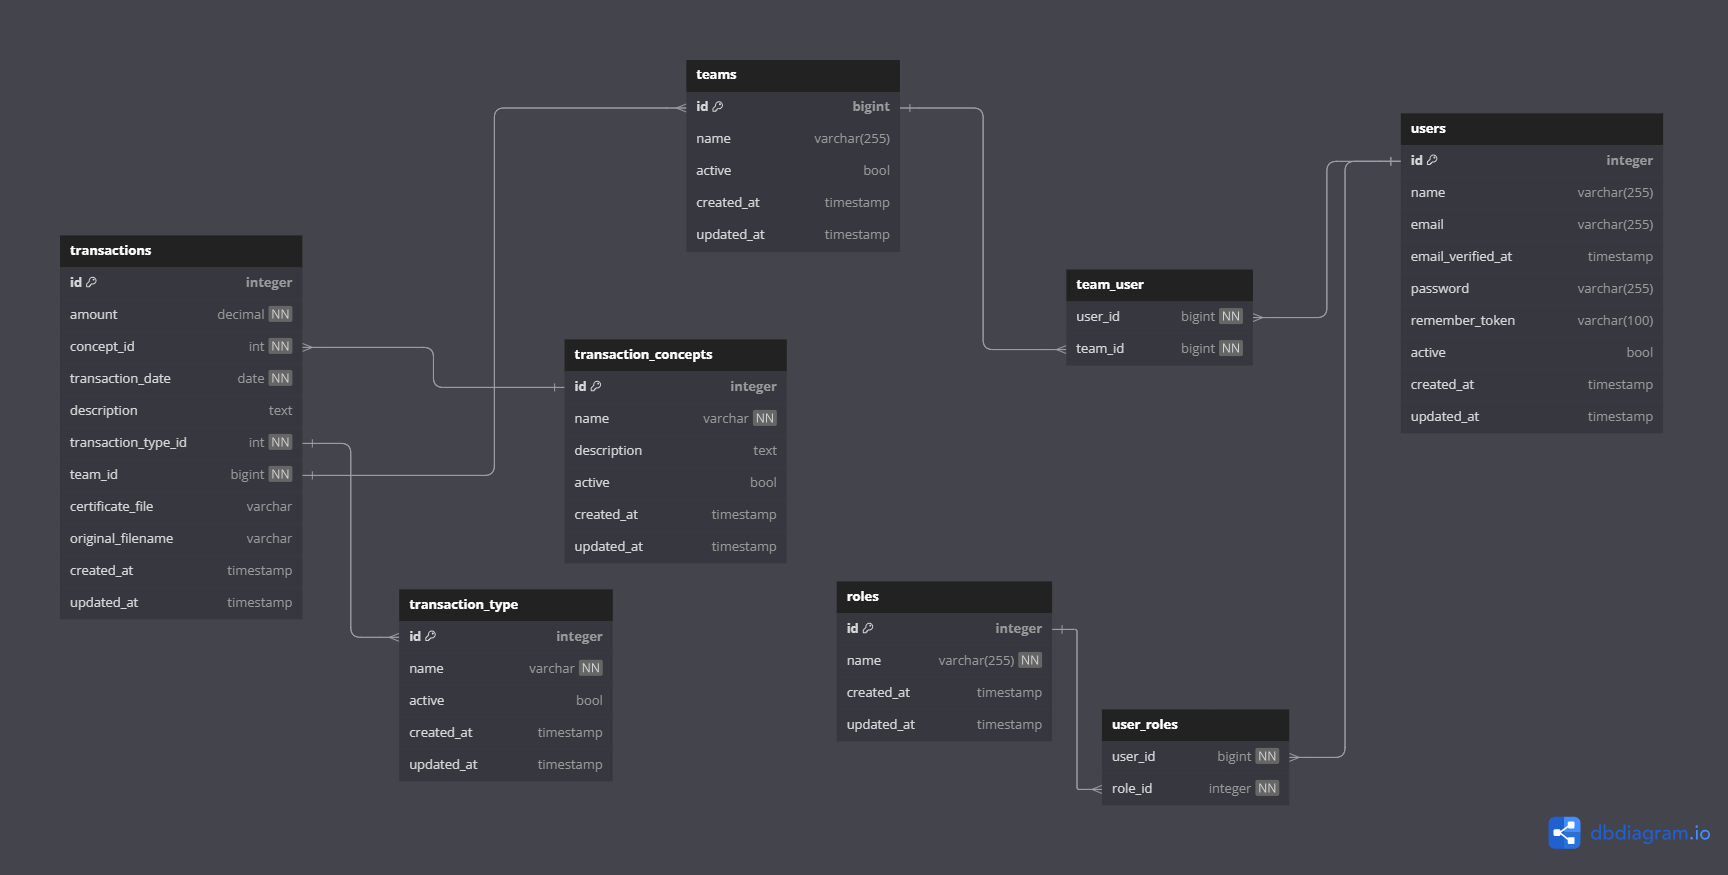 teams
id bigint
name varchar(255)
active bool
created_at timestamp
updated_at timestamp
users
id integer
name varchar(255)
email varchar(255)
email_verified_at timestamp
password varchar(255)
remember_token varchar(100)
active bool
created_at timestamp
updated_at timestamp
transactions
id integer
amount decimal NN
concept_id int NN
transaction_date date NN
description text
transaction_type_id int NN
team_id bigint NN
certificate_file varchar
original_filename varchar
created_at timestamp
updated_at timestamp
team_user
user_id bigint NN
team_id bigint NN
transaction_concepts
id integer
name varchar NN
description text
active bool
created_at timestamp
updated_at timestamp
transaction_type
id integer
name varchar NN
active bool
created_at timestamp
updated_at timestamp
roles
id integer
name varchar(255) NN
created_at timestamp
updated_at timestamp
user_roles
user_id bigint NN
role_id integer NN
dbdiagram.io